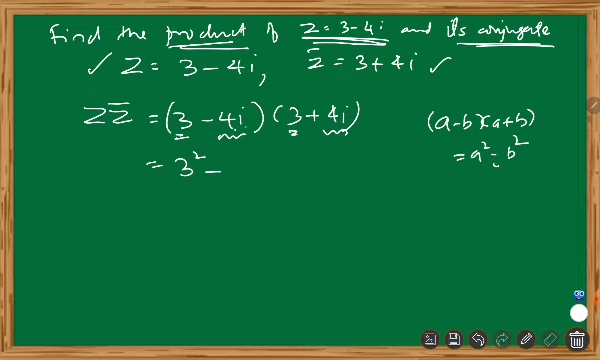 Find the product of z = 3 - 4i and its conjugate
✓ Z = 3 - 4i, z̅ = 3 + 4i ✓
Z z̅ = (3 - 4i)(3 + 4i)
= 3² -
(a - b)(a + b)
= a² - b²